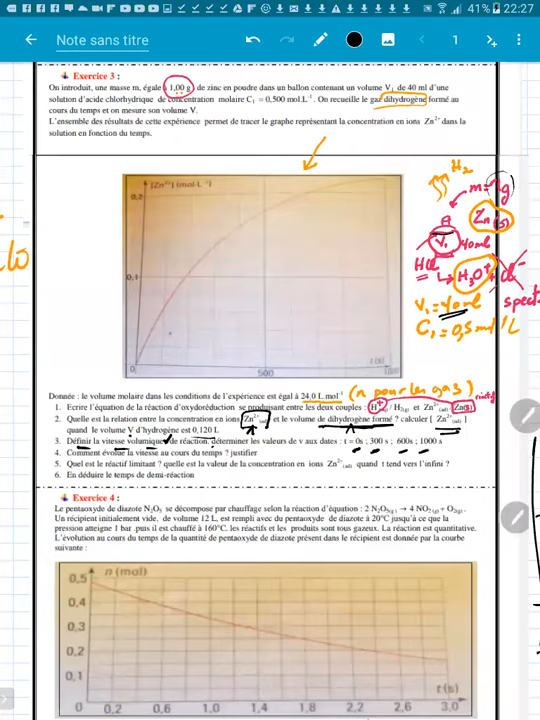 41% 22:27
Note sans titre
1
Exercice 3 :
On introduit, une masse m, égale à 1,00 g, de zinc en poudre dans un ballon contenant un volume V₁ de 40 ml d'une
solution d'acide chlorhydrique de concentration molaire C₁ = 0,500 mol.L⁻¹. On recueille le gaz dihydrogène formé au
cours du temps et on mesure son volume V.
L'ensemble des résultats de cette expérience permet de tracer le graphe représentant la concentration en ions Zn²⁺ dans la
solution en fonction du temps.
H₂
m=1g
Zn(s)
V₁ 40ml
HCl
H₃O⁺ + Cl⁻
spect
V₁ = 40 ml
C₁ = 0,5 mol/L
[Zn²⁺] (mol·L⁻¹)
0,2
0,1
0
500
t(s)
Donnée : le volume molaire dans les conditions de l'expérience est égal à 24,0 L.mol⁻¹ (n pour les gas)
1. Ecrire l'équation de la réaction d'oxydoréduction se produisant entre les deux couples : H⁺/ H₂(g) et Zn²⁺(aq)/ Zn(s)
2. Quelle est la relation entre la concentration en ions Zn²⁺(aq) et le volume de dihydrogène formé ? calculer [ Zn²⁺(aq) ]
quand le volume V d'hydrogène est 0,120 L
3. Définir la vitesse volumique de réaction. déterminer les valeurs de v aux dates : t = 0s ; 300 s ; 600s ; 1000 s
4. Comment évolue la vitesse au cours du temps ? justifier
5. Quel est le réactif limitant ? quelle est la valeur de la concentration en ions Zn²⁺(aq) quand t tend vers l'infini ?
6. En déduire le temps de demi-réaction
Exercice 4 :
Le pentaoxyde de diazote N₂O₅ se décompose par chauffage selon la réaction d'équation : 2 N₂O₅(g) → 4 NO₂(g) + O₂(g).
Un récipient initialement vide, de volume 12 L, est rempli avec du pentaoxyde de diazote à 20°C jusqu'à ce que la
pression atteigne 1 bar .puis il est chauffé à 160°C. les réactifs et les produits sont tous gazeux. La réaction est quantitative.
L'évolution au cours du temps de la quantité de pentaoxyde de diazote présent dans le récipient est donnée par la courbe
suivante :
n (mol)
0,5
0,4
0,3
0,2
0,1
0
0,2
0,6
1,0
1,4
1,8
2,2
2,6
3,0
t(s)